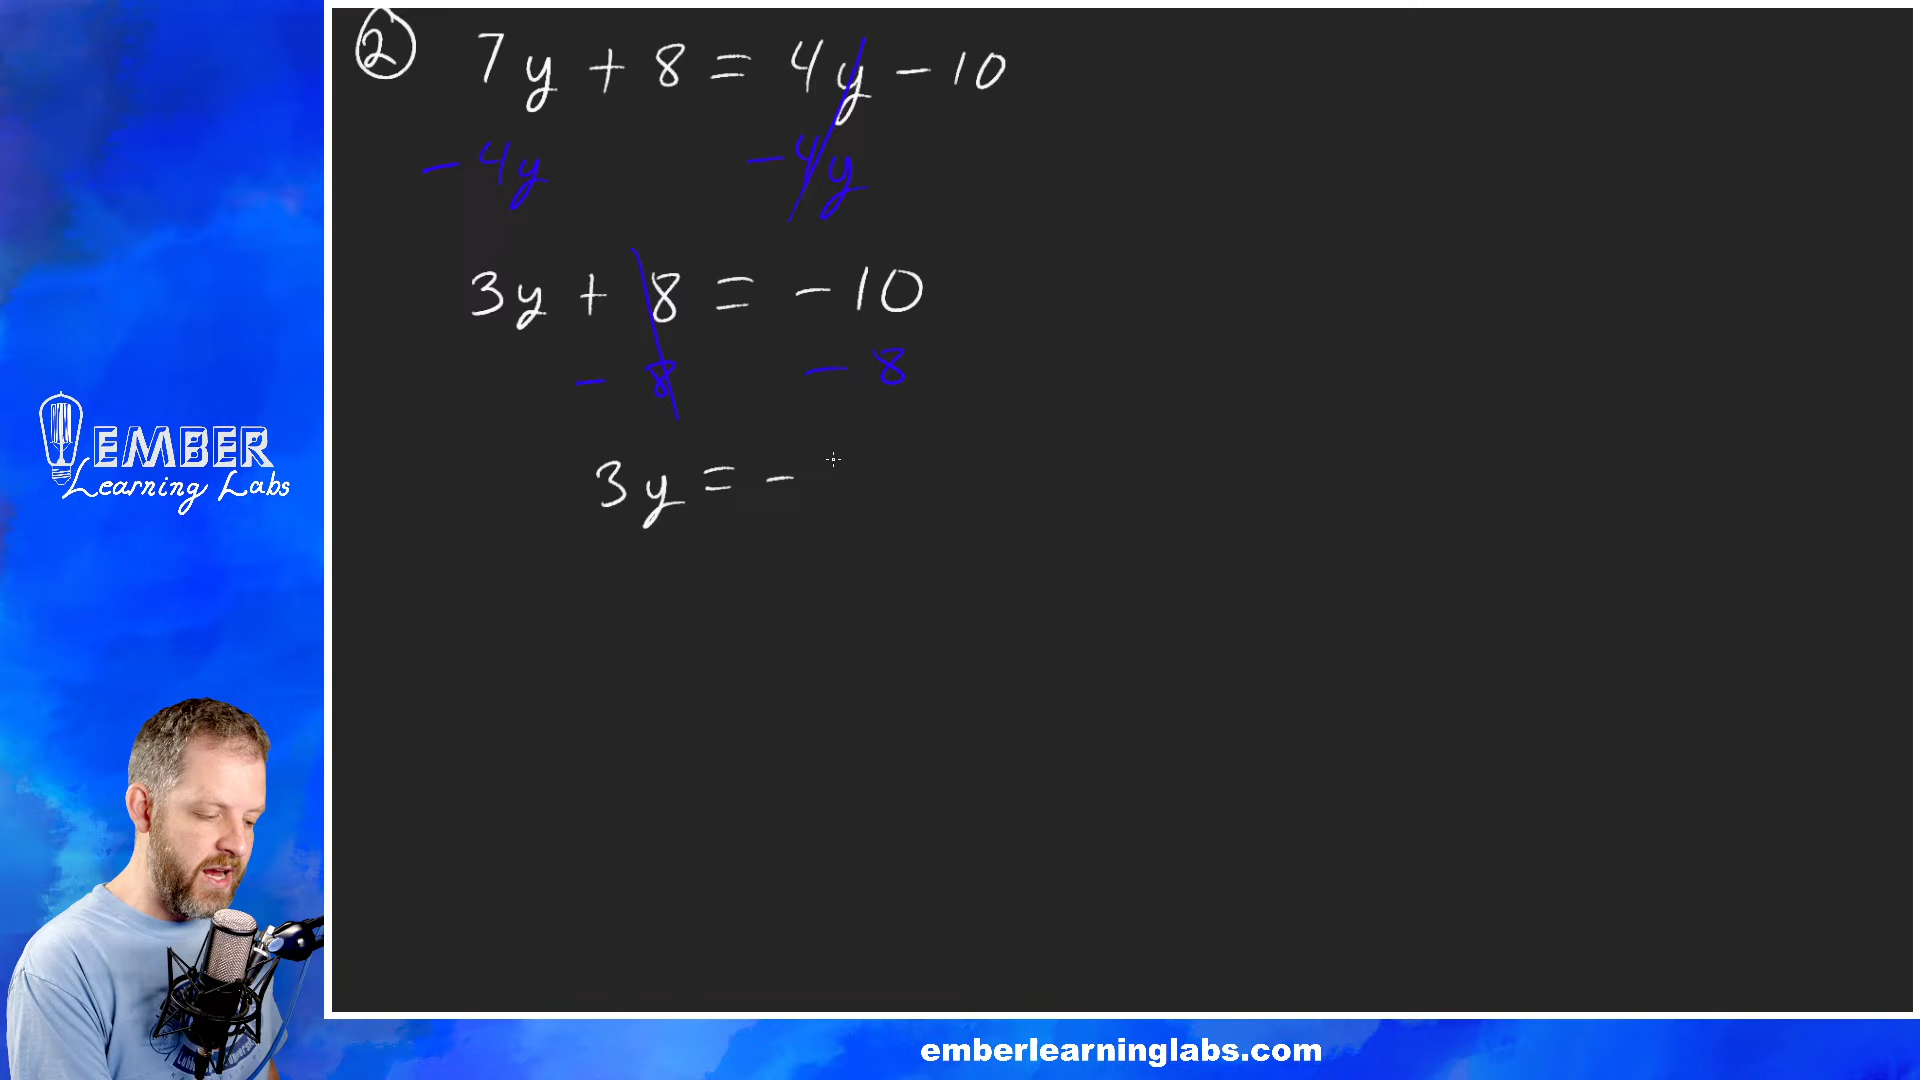 ② 7y + 8 = 4y - 10
- 4y - 4y
3y + 8 = - 10
- 8 - 8
3y = -
EMBER
Learning Labs
emberlearninglabs.com